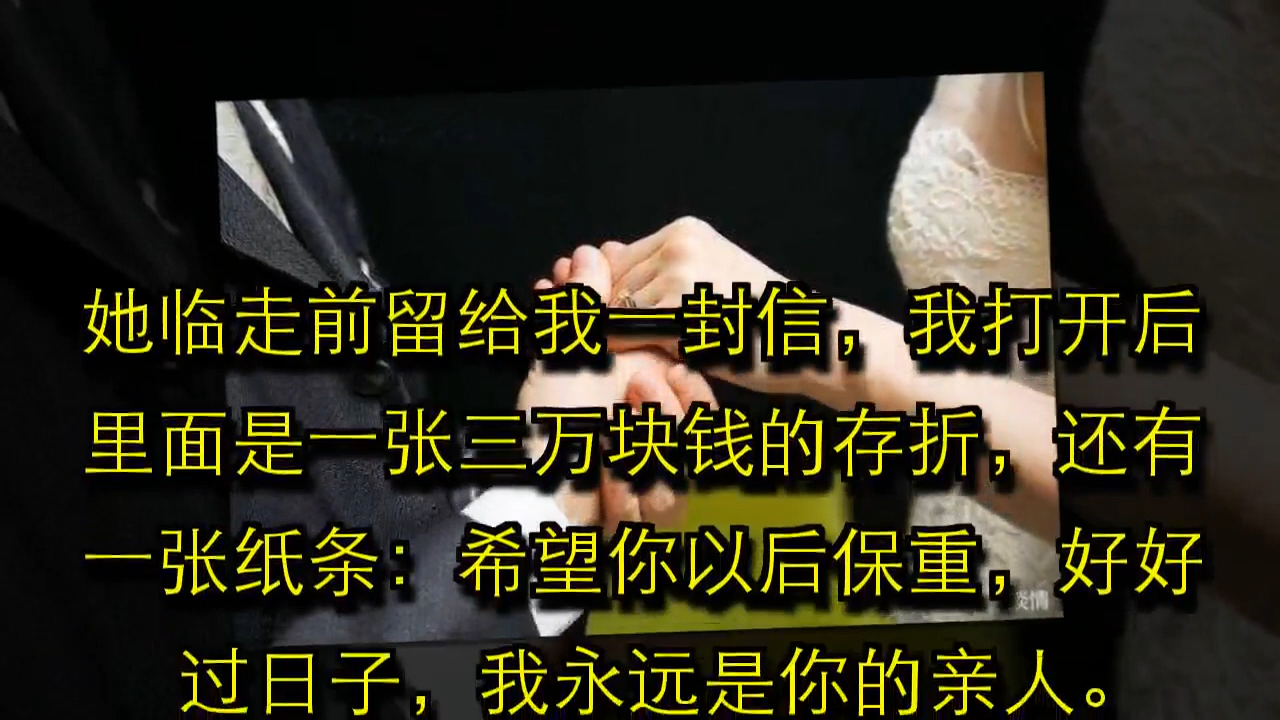 她临走前留给我一封信，我打开后
里面是一张三万块钱的存折，还有
一张纸条：希望你以后保重，好好
过日子，我永远是你的亲人。